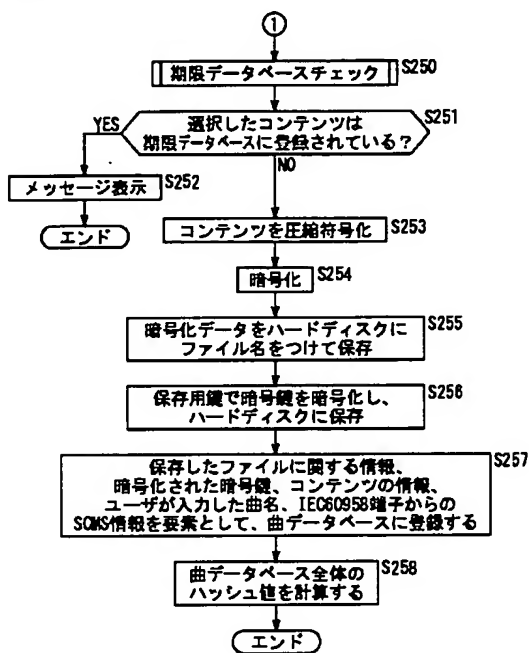 1
期限データベースチェック S250
選択したコンテンツは
期限データベースに登録されている？ S251
YES
NO
メッセージ表示 S252
エンド
コンテンツを圧縮符号化 S253
暗号化 S254
暗号化データをハードディスクに
ファイル名をつけて保存 S255
保存用鍵で暗号鍵を暗号化し、
ハードディスクに保存 S256
保存したファイルに関する情報、
暗号化された暗号鍵、コンテンツの情報、
ユーザが入力した曲名、IEC60958端子からの
SCMS情報を要素として、曲データベースに登録する S257
曲データベース全体の
ハッシュ値を計算する S258
エンド